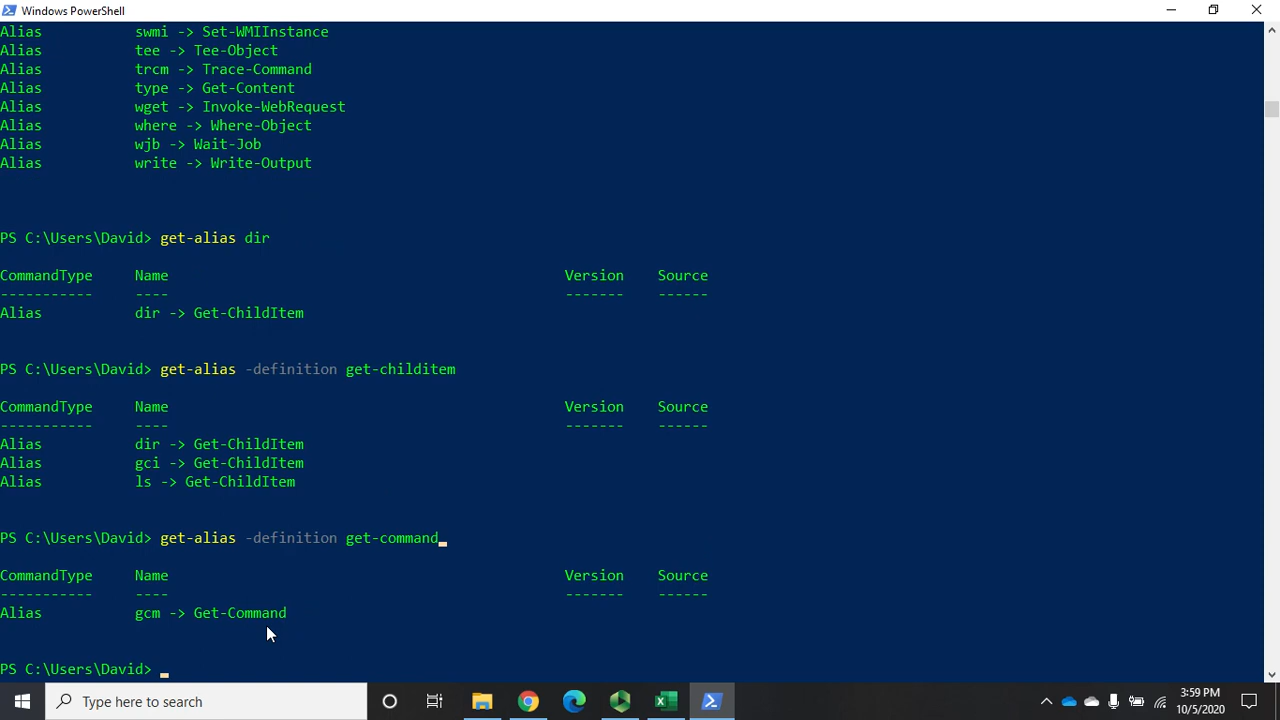 Windows PowerShell
Alias swmi -> Set-WMIInstance
Alias tee -> Tee-Object
Alias trcm -> Trace-Command
Alias type -> Get-Content
Alias wget -> Invoke-WebRequest
Alias where -> Where-Object
Alias wjb -> Wait-Job
Alias write -> Write-Output
PS C:\Users\David> get-alias dir
CommandType Name Version Source
----------- ---- ------- ------
Alias dir -> Get-ChildItem
PS C:\Users\David> get-alias -definition get-childitem
CommandType Name Version Source
----------- ---- ------- ------
Alias dir -> Get-ChildItem
Alias gci -> Get-ChildItem
Alias ls -> Get-ChildItem
PS C:\Users\David> get-alias -definition get-command
CommandType Name Version Source
----------- ---- ------- ------
Alias gcm -> Get-Command
PS C:\Users\David>
Type here to search
3:59 PM
10/5/2020